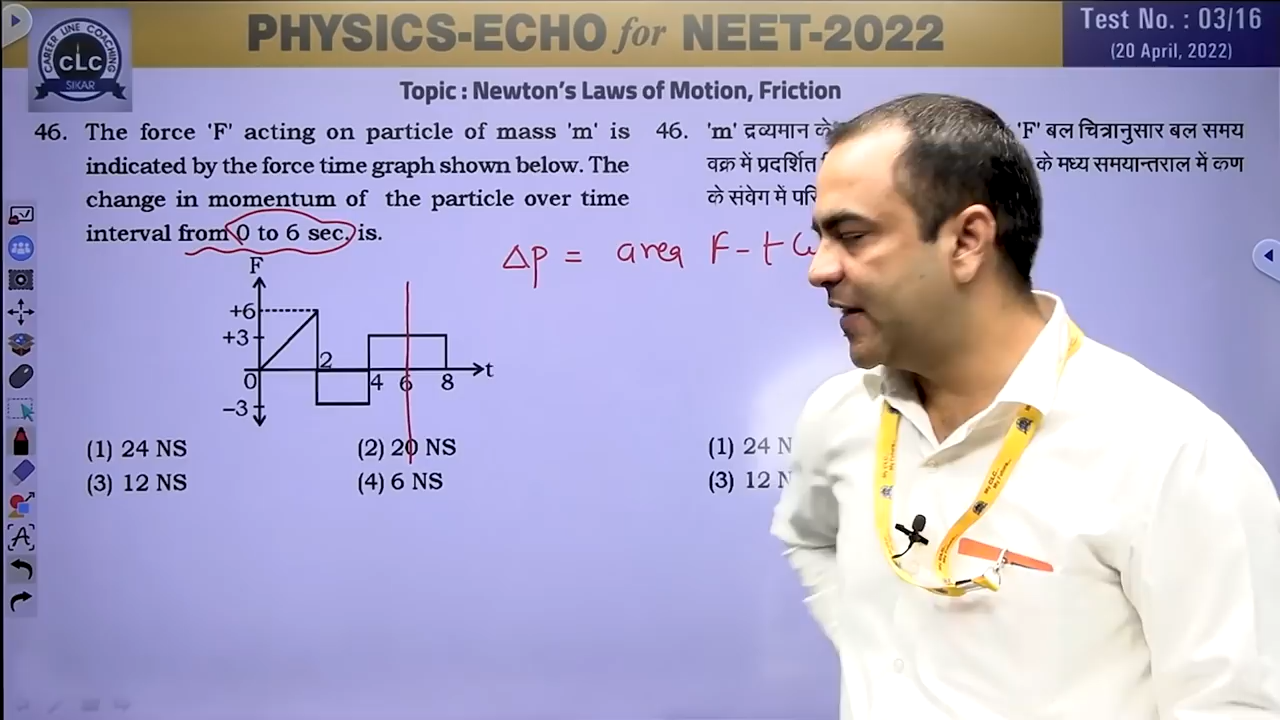 CAREER LINE COACHING
CLC
SIKAR
PHYSICS-ECHO for NEET-2022
Test No. : 03/16
(20 April, 2022)
Topic : Newton's Laws of Motion, Friction
46. The force 'F' acting on particle of mass 'm' is
indicated by the force time graph shown below. The
change in momentum of the particle over time
interval from 0 to 6 sec. is.
F
+6
+3
0
-3
2
4
6
8
t
(1) 24 NS
(2) 20 NS
(3) 12 NS
(4) 6 NS
46. 'm' द्रव्यमान के 'F' बल चित्रानुसार बल समय
वक्र में प्रदर्शित के मध्य समयान्तराल में कण
के संवेग में
Δp = area F-t
(1) 24
(3) 12